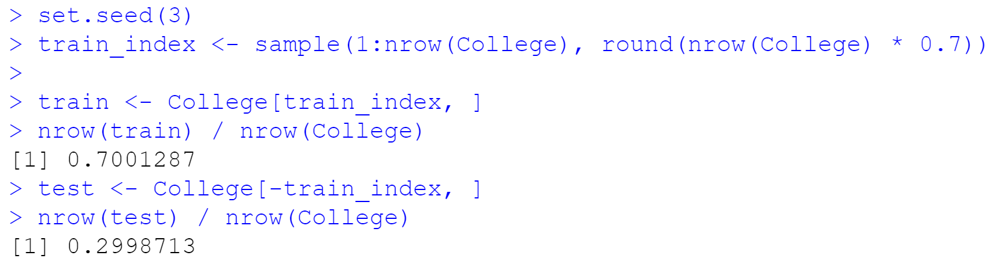 > set.seed(3)
> train_index <- sample(1:nrow(College), round(nrow(College) * 0.7))
>
> train <- College[train_index, ]
> nrow(train) / nrow(College)
[1] 0.7001287
> test <- College[-train_index, ]
> nrow(test) / nrow(College)
[1] 0.2998713